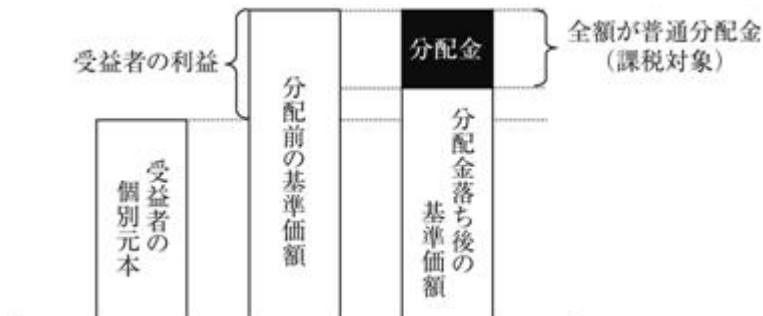 受益者の利益
分配金
全額が普通分配金
（課税対象）
受益者の
個別元本
分配前の基準価額
分配金落ち後の
基準価額